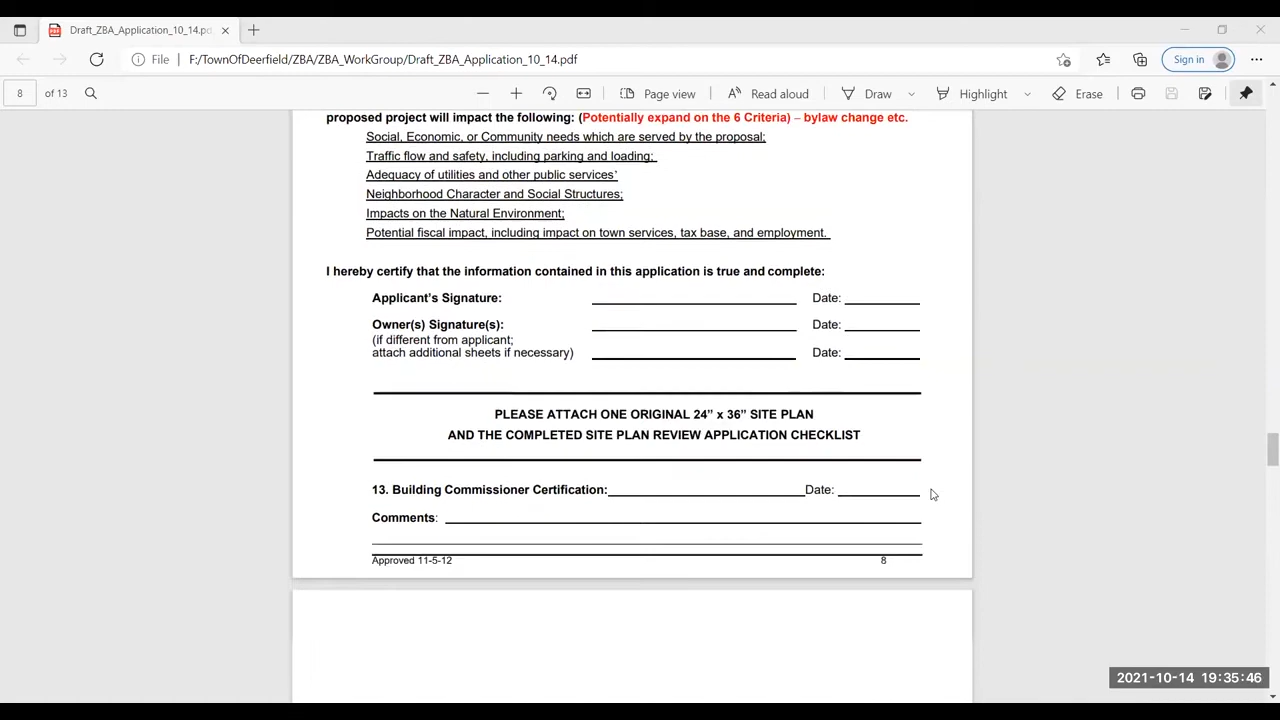 Draft_ZBA_Application_10_14.pd
File F:/TownOfDeerfield/ZBA/ZBA_WorkGroup/Draft_ZBA_Application_10_14.pdf Sign in
8 of 13 Page view Read aloud Draw Highlight Erase
proposed project will impact the following: (Potentially expand on the 6 Criteria) – bylaw change etc.
Social, Economic, or Community needs which are served by the proposal;
Traffic flow and safety, including parking and loading;
Adequacy of utilities and other public services’
Neighborhood Character and Social Structures;
Impacts on the Natural Environment;
Potential fiscal impact, including impact on town services, tax base, and employment.
I hereby certify that the information contained in this application is true and complete:
Applicant’s Signature: Date:
Owner(s) Signature(s): Date:
(if different from applicant;
attach additional sheets if necessary) Date:
PLEASE ATTACH ONE ORIGINAL 24” x 36” SITE PLAN
AND THE COMPLETED SITE PLAN REVIEW APPLICATION CHECKLIST
13. Building Commissioner Certification: Date:
Comments:
Approved 11-5-12 8
2021-10-14 19:35:46